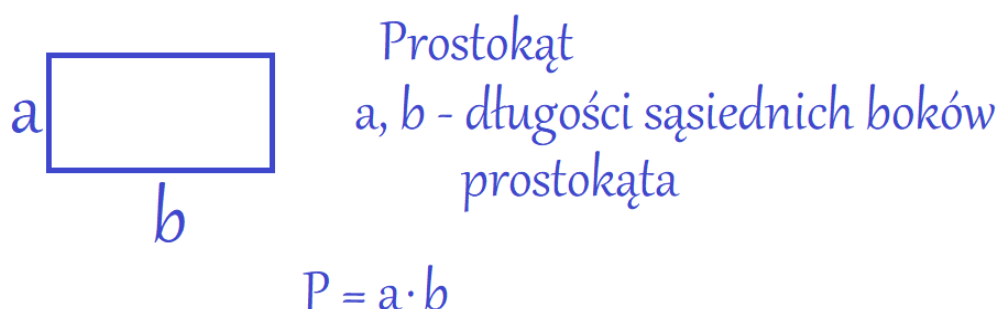 Prostokąt
a
a, b - długości sąsiednich boków
prostokąta
b
P = a·b